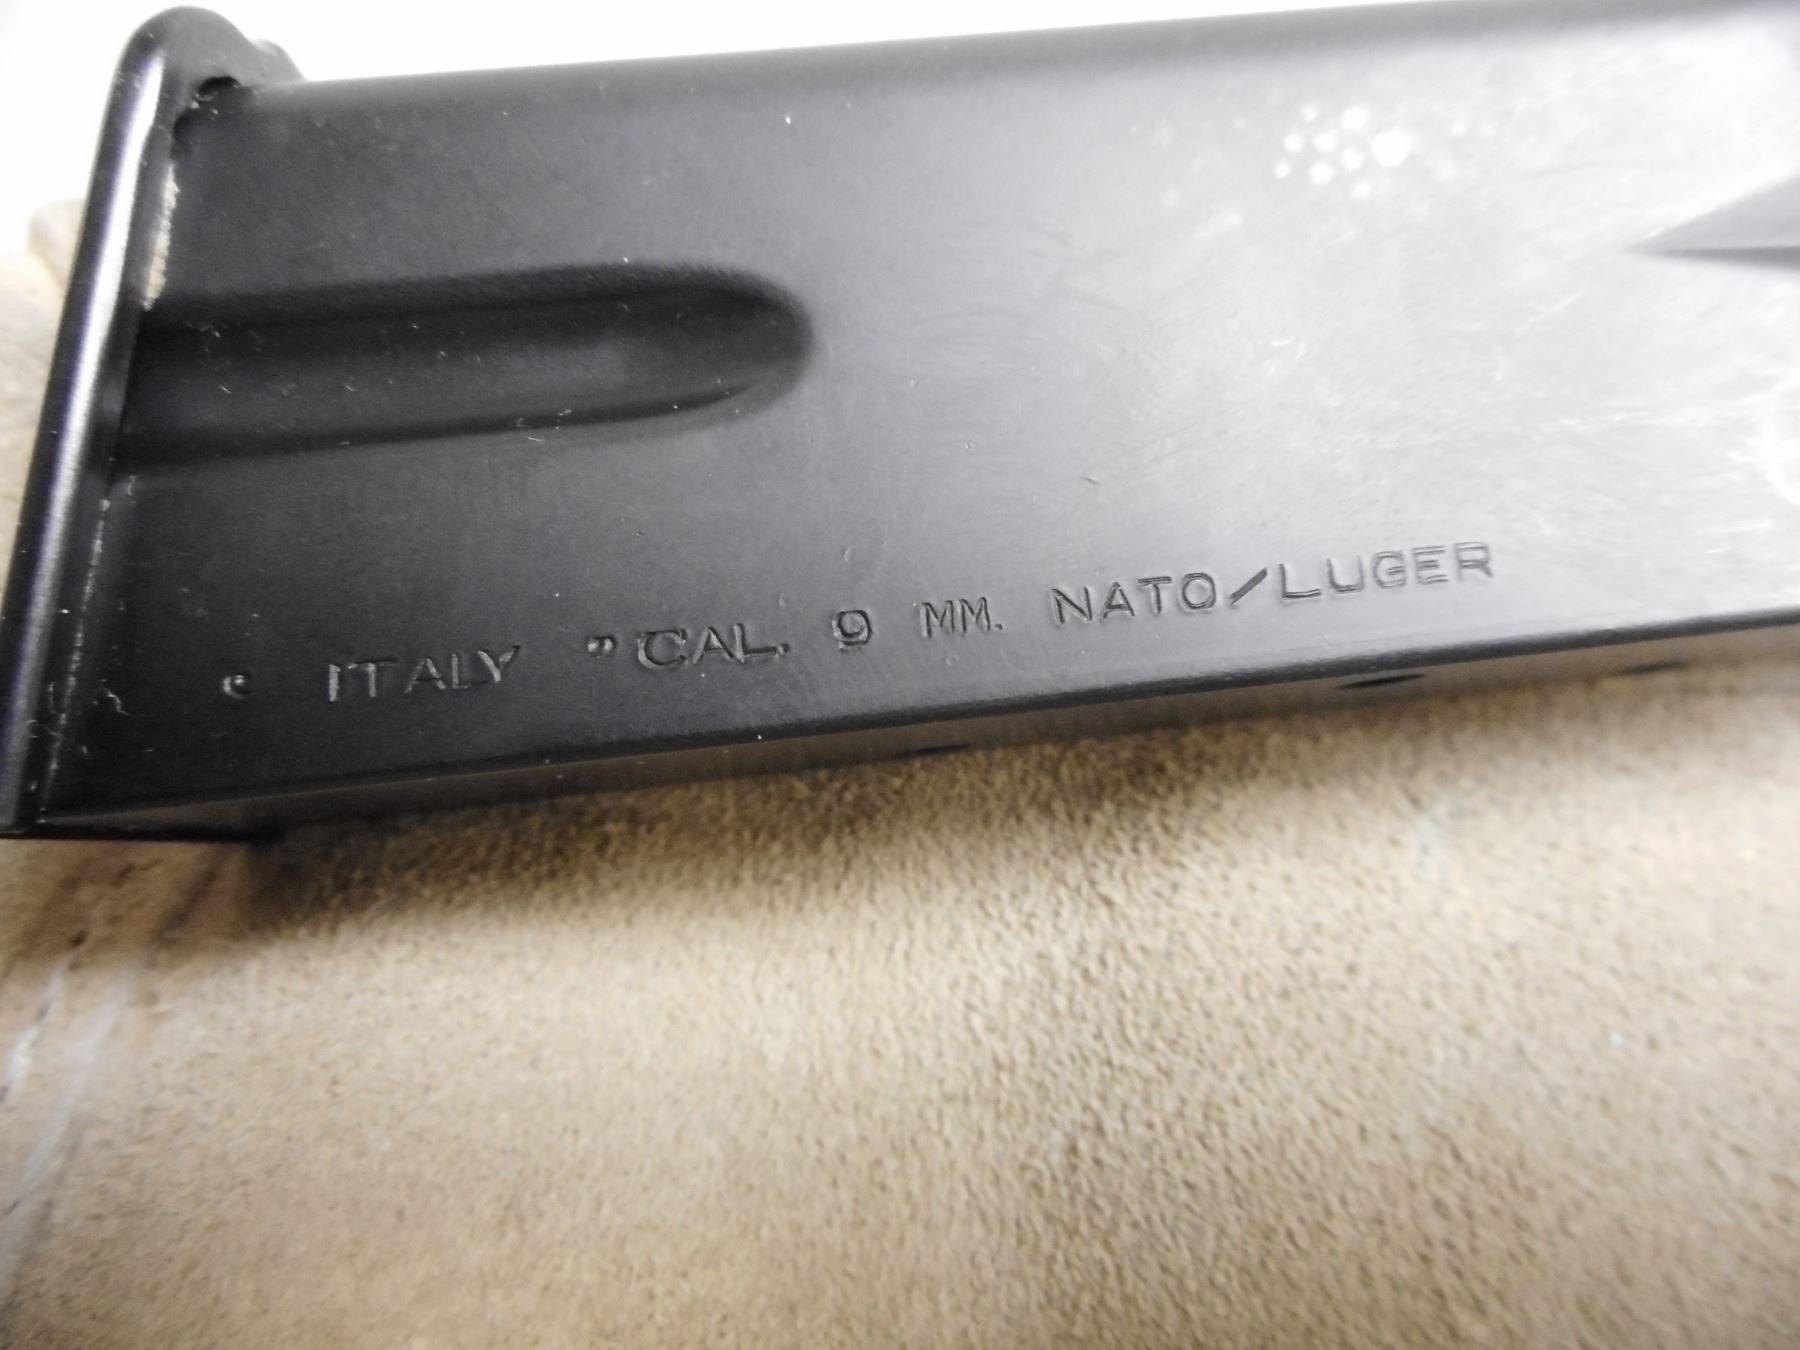 ITALY "CAL. 9 MM. NATO/LUGER